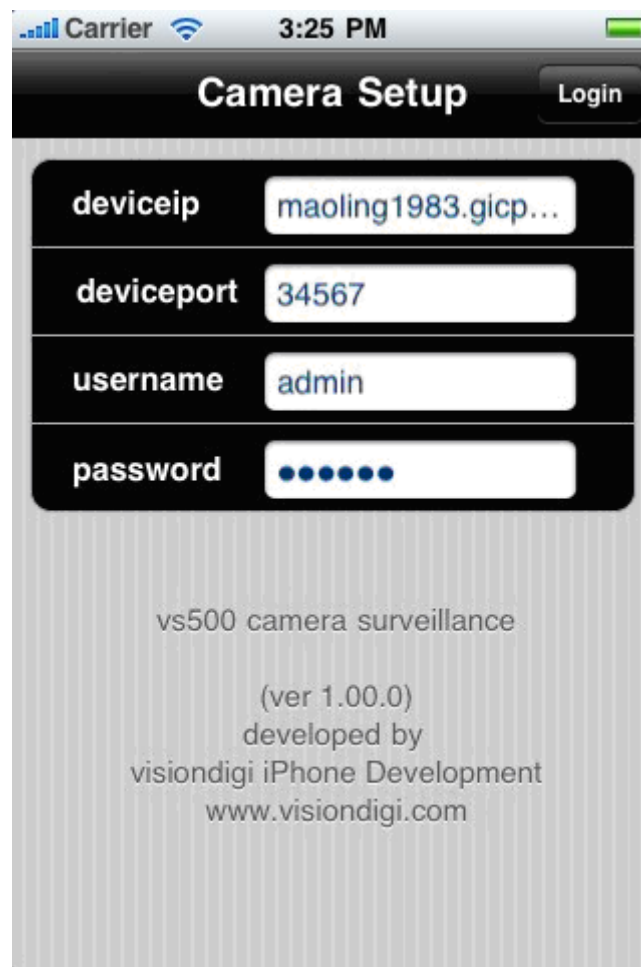 Carrier 3:25 PM
Camera Setup Login
deviceip maoling1983.gicp...
deviceport 34567
username admin
password ●●●●●●
vs500 camera surveillance
(ver 1.00.0)
developed by
visiondigi iPhone Development
www.visiondigi.com